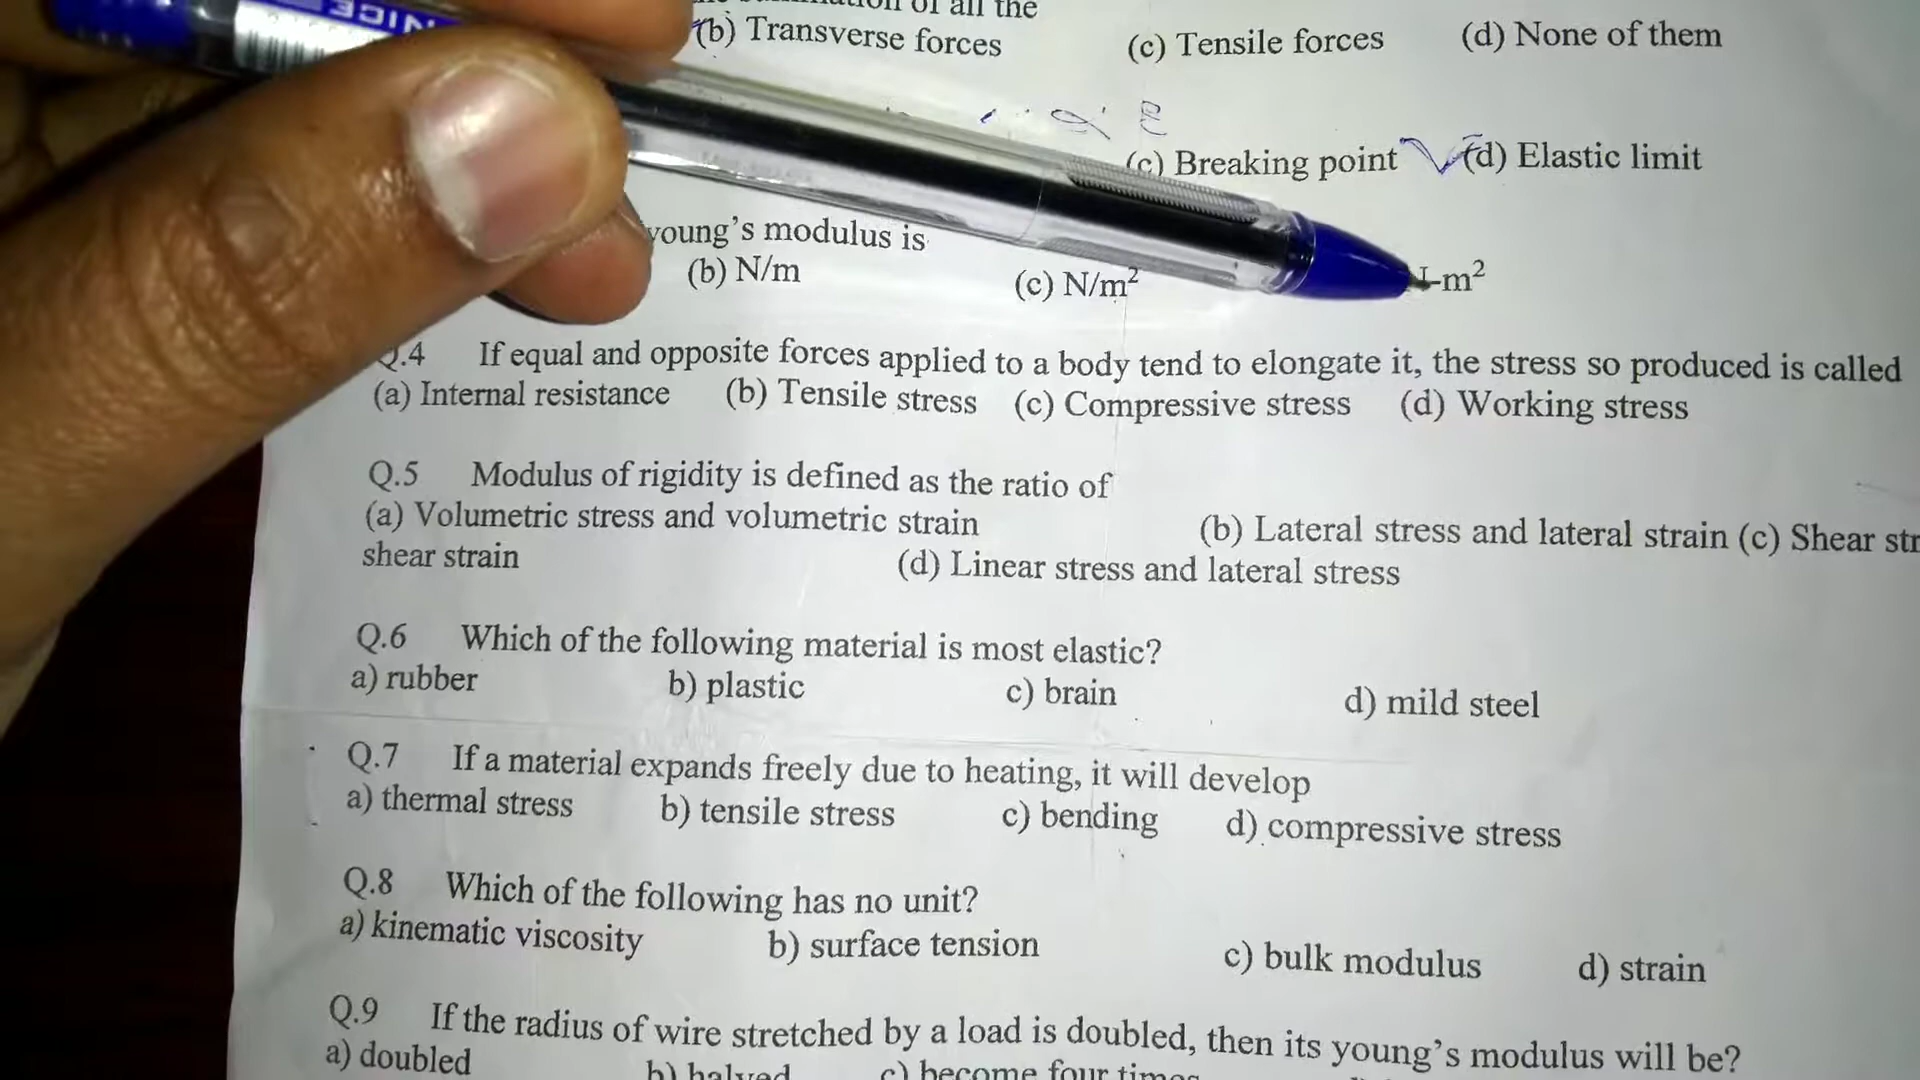 of all the
(b) Transverse forces (c) Tensile forces (d) None of them
(c) Breaking point (d) Elastic limit
young's modulus is
(b) N/m (c) N/m² -m²
Q.4 If equal and opposite forces applied to a body tend to elongate it, the stress so produced is called
(a) Internal resistance (b) Tensile stress (c) Compressive stress (d) Working stress
Q.5 Modulus of rigidity is defined as the ratio of
(a) Volumetric stress and volumetric strain (b) Lateral stress and lateral strain (c) Shear str
shear strain (d) Linear stress and lateral stress
Q.6 Which of the following material is most elastic?
a) rubber b) plastic c) brain d) mild steel
Q.7 If a material expands freely due to heating, it will develop
a) thermal stress b) tensile stress c) bending d) compressive stress
Q.8 Which of the following has no unit?
a) kinematic viscosity b) surface tension c) bulk modulus d) strain
Q.9 If the radius of wire stretched by a load is doubled, then its young's modulus will be?
a) doubled b) halved c) become four times